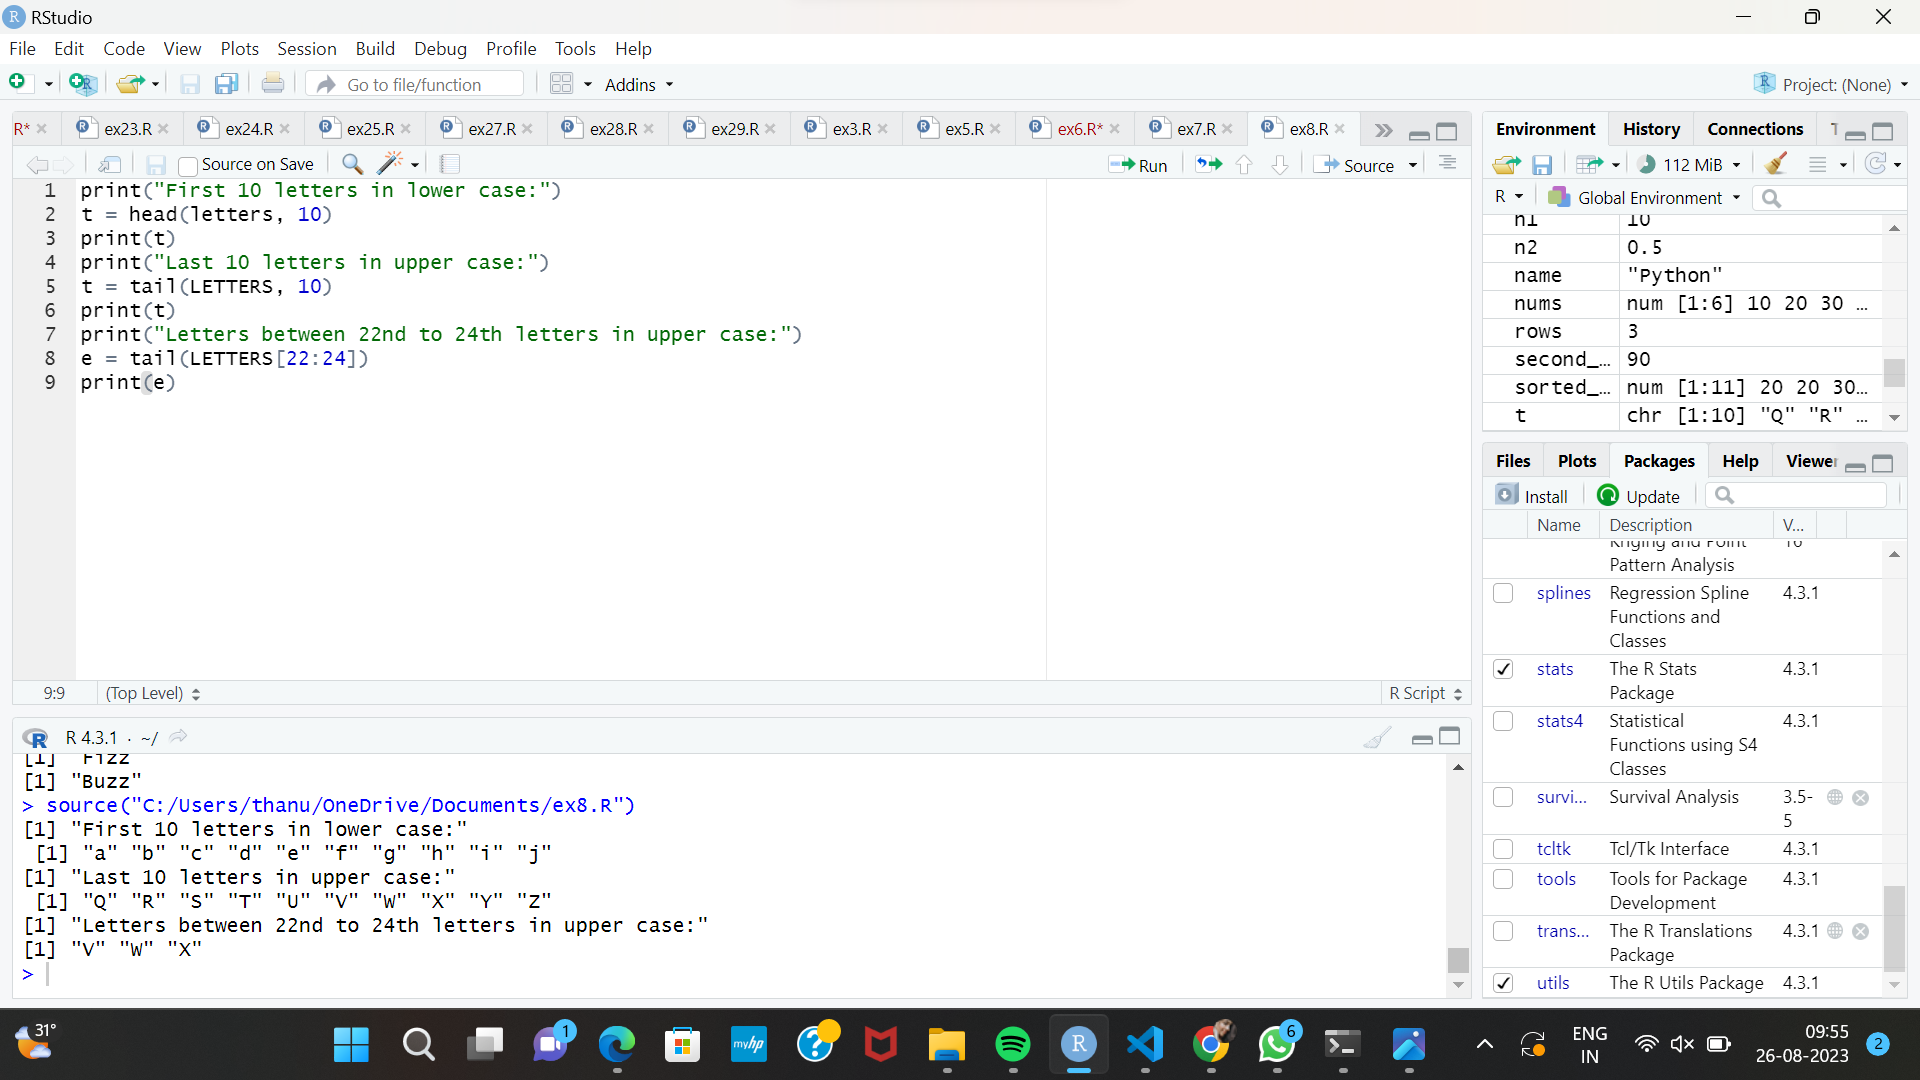 RStudio
File Edit Code View Plots Session Build Debug Profile Tools Help
Go to file/function Addins Project: (None)
R* ex23.R ex24.R ex25.R ex27.R ex28.R ex29.R ex3.R ex5.R ex6.R* ex7.R ex8.R
Source on Save Run Source
1 print("First 10 letters in lower case:")
2 t = head(letters, 10)
3 print(t)
4 print("Last 10 letters in upper case:")
5 t = tail(LETTERS, 10)
6 print(t)
7 print("Letters between 22nd to 24th letters in upper case:")
8 e = tail(LETTERS[22:24])
9 print(e)
9:9 (Top Level) R Script
R 4.3.1 · ~/
[1] "Fizz"
[1] "Buzz"
> source("C:/Users/thanu/OneDrive/Documents/ex8.R")
[1] "First 10 letters in lower case:"
[1] "a" "b" "c" "d" "e" "f" "g" "h" "i" "j"
[1] "Last 10 letters in upper case:"
[1] "Q" "R" "S" "T" "U" "V" "W" "X" "Y" "Z"
[1] "Letters between 22nd to 24th letters in upper case:"
[1] "V" "W" "X"
>
Environment History Connections
112 MiB
R Global Environment
n1 10
n2 0.5
name "Python"
nums num [1:6] 10 20 30 ...
rows 3
second_... 90
sorted_... num [1:11] 20 20 30...
t chr [1:10] "Q" "R" ...
Files Plots Packages Help Viewer
Install Update
Name Description V...
Kriging and Point
Pattern Analysis
splines Regression Spline 4.3.1
Functions and
Classes
stats The R Stats 4.3.1
Package
stats4 Statistical 4.3.1
Functions using S4
Classes
survi... Survival Analysis 3.5-
5
tcltk Tcl/Tk Interface 4.3.1
tools Tools for Package 4.3.1
Development
trans... The R Translations 4.3.1
Package
utils The R Utils Package 4.3.1
31° 1 myhp R 6 ENG
IN
09:55
26-08-2023 2